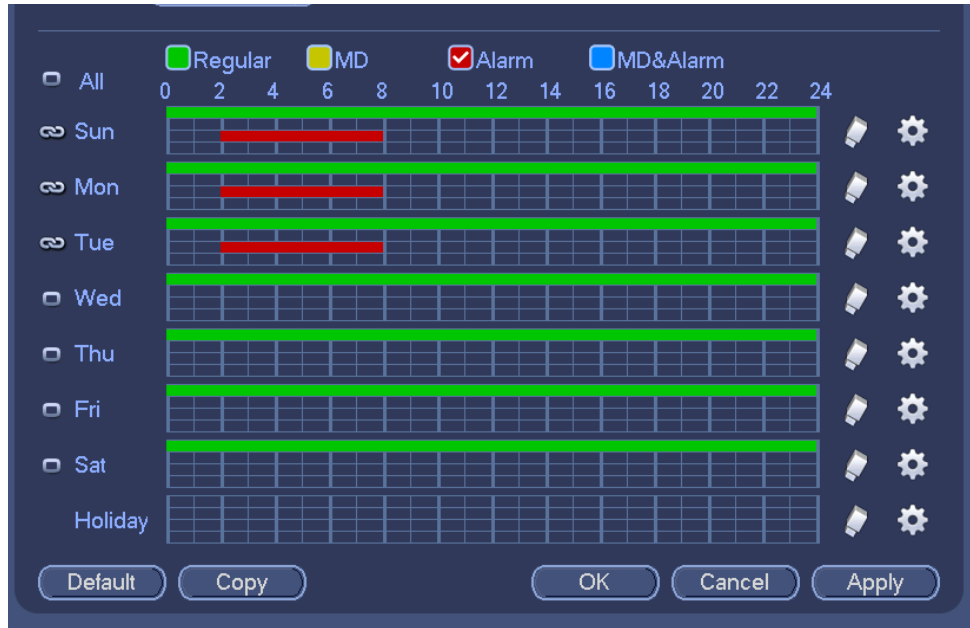 Regular MD Alarm MD&Alarm
All
0 2 4 6 8 10 12 14 16 18 20 22 24
Sun
Mon
Tue
Wed
Thu
Fri
Sat
Holiday
Default Copy OK Cancel Apply